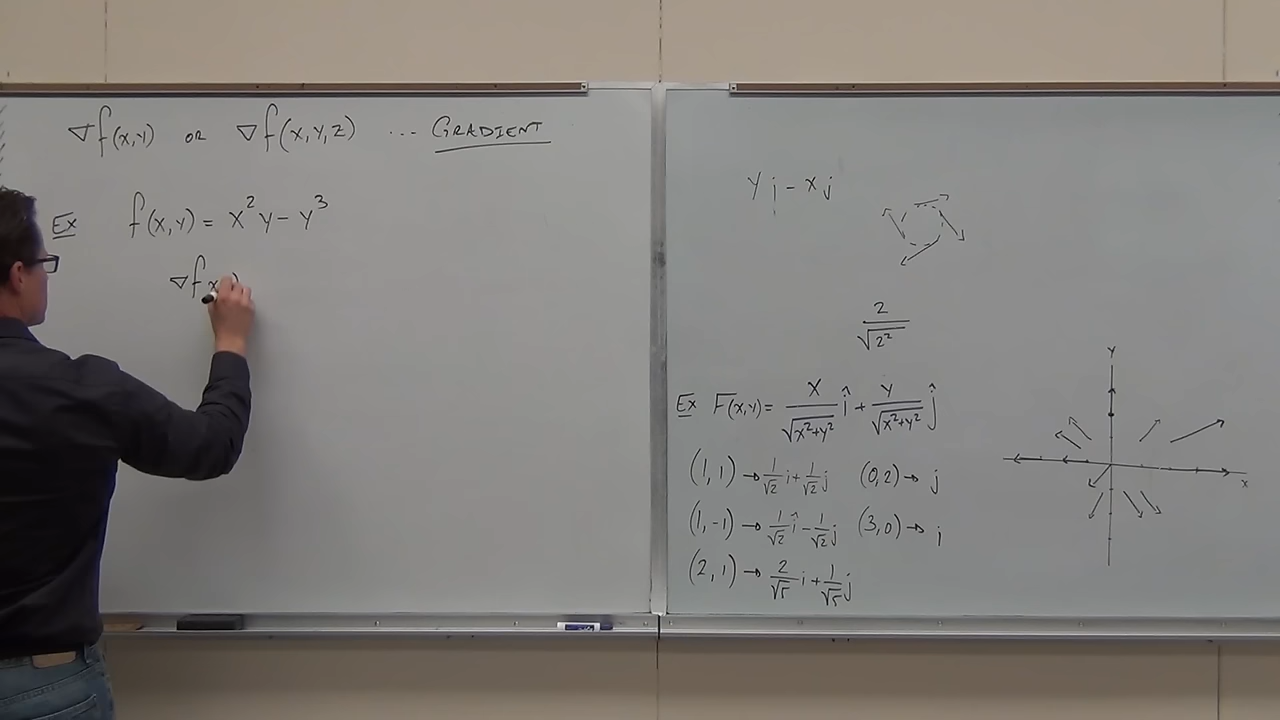 ∇f(x,y) OR ∇f(x,y,z) ... GRADIENT
Ex f(x,y) = x²y - y³
∇f x
y j - x j
2/√2²
Ex F(x,y) = x/√x²+y² î + y/√x²+y² ĵ
(1,1) → 1/√2 i + 1/√2 j (0,2) → j
(1,-1) → 1/√2 î - 1/√2 j (3,0) → i
(2,1) → 2/√5 i + 1/√5 j
Y
X